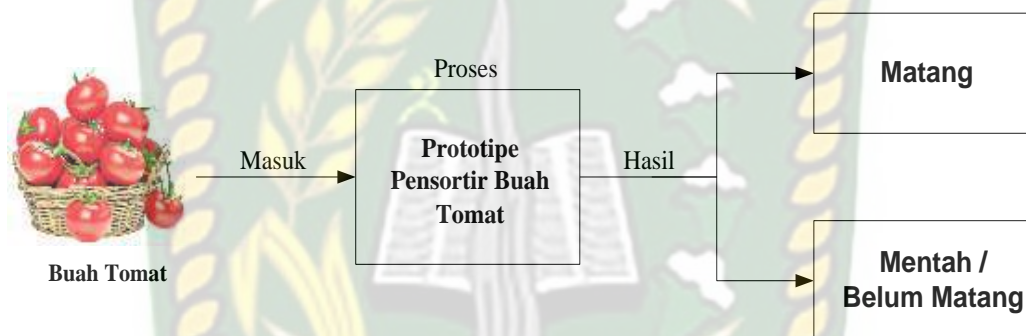 Proses
Matang
Masuk
Prototipe
Pensortir Buah
Tomat
Hasil
Buah Tomat
Mentah /
Belum Matang